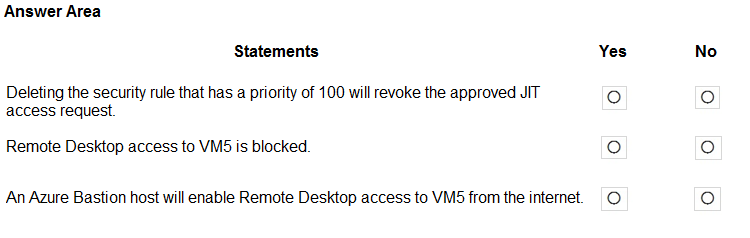 Answer Area
Statements Yes No
Deleting the security rule that has a priority of 100 will revoke the approved JIT
access request.
Remote Desktop access to VM5 is blocked.
An Azure Bastion host will enable Remote Desktop access to VM5 from the internet.